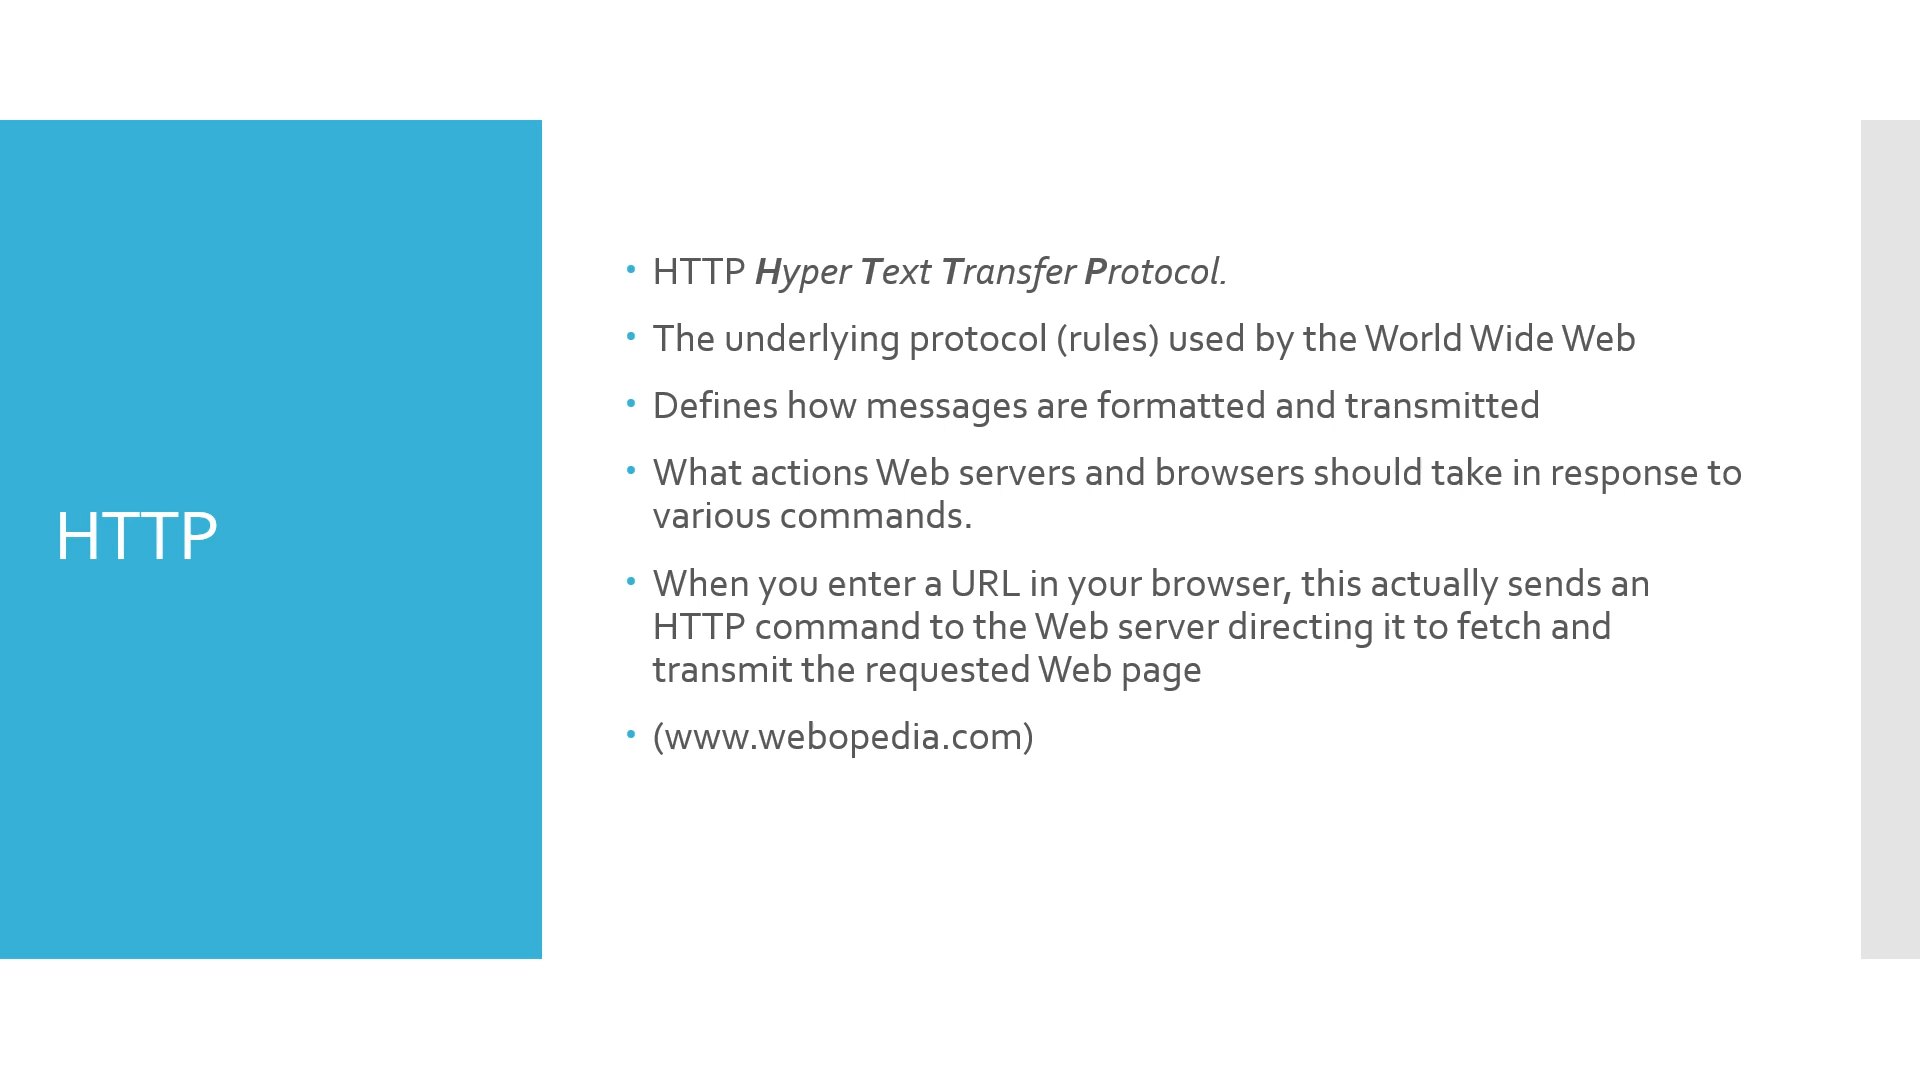 HTTP
• HTTP Hyper Text Transfer Protocol.
• The underlying protocol (rules) used by the World Wide Web
• Defines how messages are formatted and transmitted
• What actions Web servers and browsers should take in response to
various commands.
• When you enter a URL in your browser, this actually sends an
HTTP command to the Web server directing it to fetch and
transmit the requested Web page
• (www.webopedia.com)